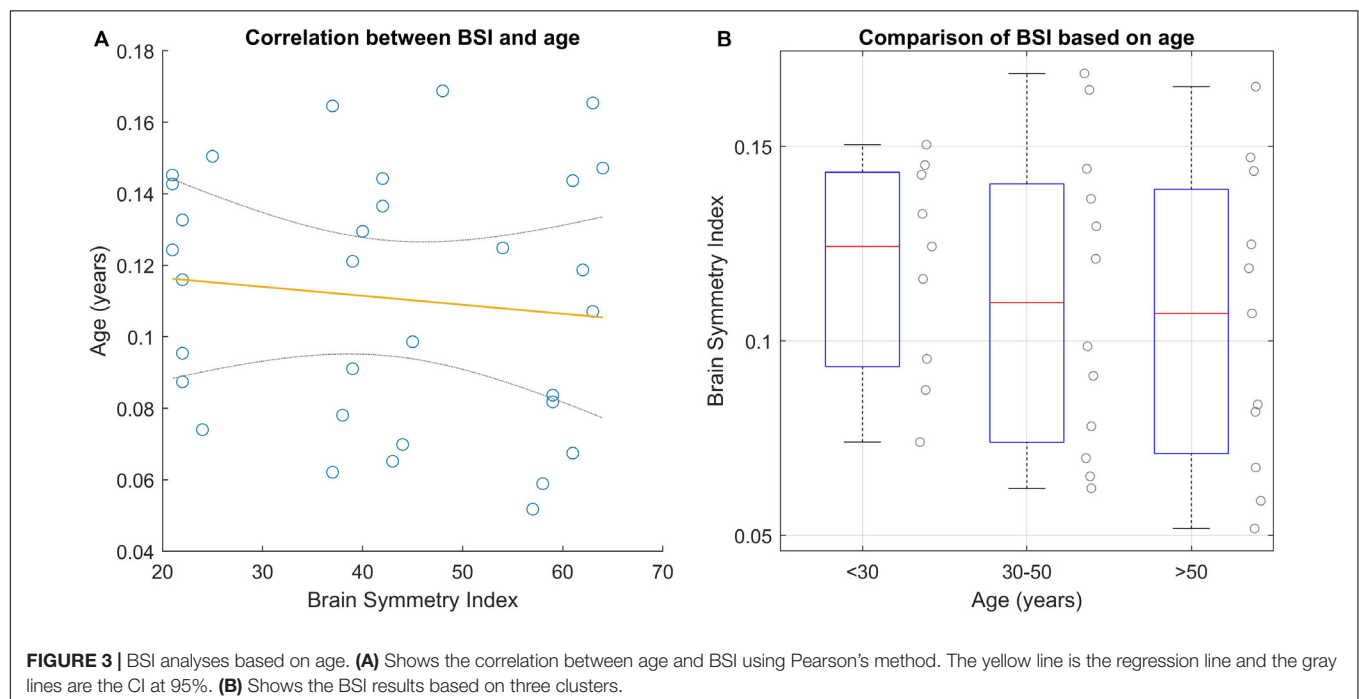 A
Correlation between BSI and age
0.18
0.16
0.14
0.12
0.1
0.08
0.06
0.04
Age (years)
20 30 40 50 60 70
Brain Symmetry Index
B
Comparison of BSI based on age
0.15
0.1
0.05
Brain Symmetry Index
<30 30-50 >50
Age (years)
FIGURE 3 | BSI analyses based on age. (A) Shows the correlation between age and BSI using Pearson's method. The yellow line is the regression line and the gray
lines are the CI at 95%. (B) Shows the BSI results based on three clusters.